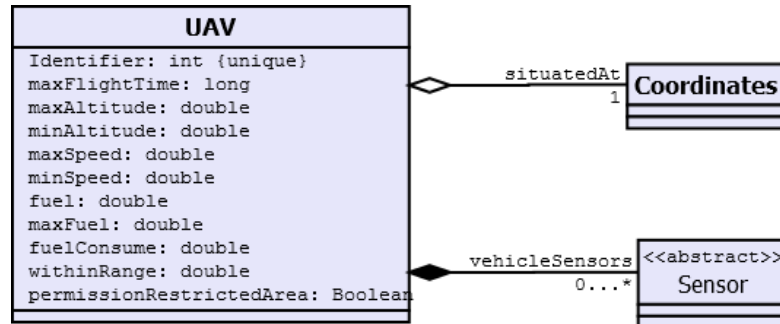 UAV
Identifier: int {unique}
maxFlightTime: long
maxAltitude: double
minAltitude: double
maxSpeed: double
minSpeed: double
fuel: double
maxFuel: double
fuelConsume: double
withinRange: double
permissionRestrictedArea: Boolean
situatedAt
1
Coordinates
vehicleSensors
0...*
<<abstract>>
Sensor